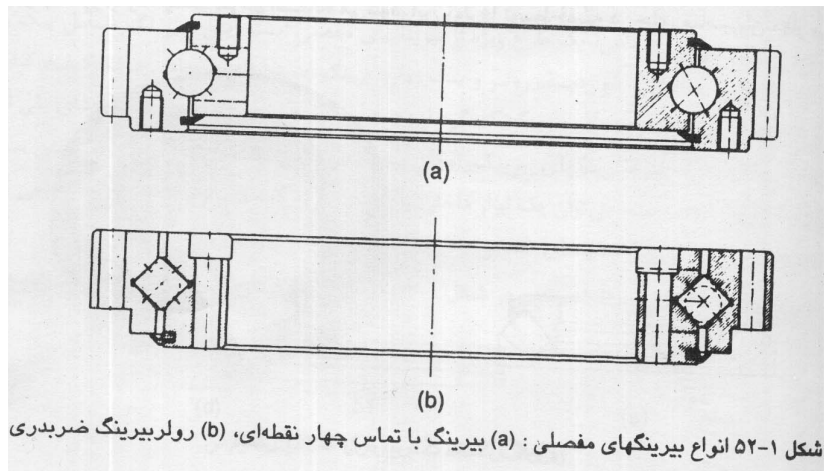 (a)
(b)
شکل ۱-۵۲ انواع بیرینگهای مفصلی : (a) بیرینگ با تماس چهار نقطه‌ای، (b) رولربیرینگ ضربدری